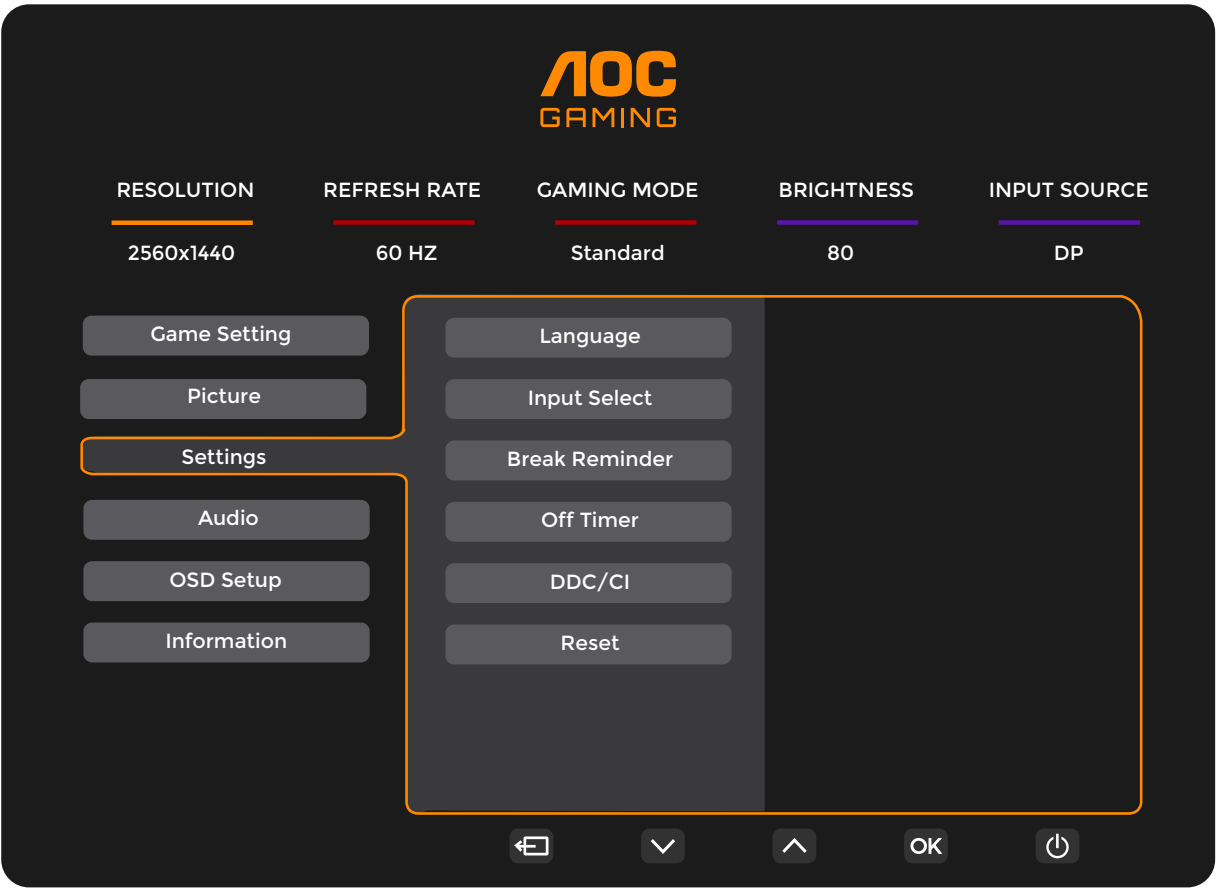 AOC
GAMING
RESOLUTION REFRESH RATE GAMING MODE BRIGHTNESS INPUT SOURCE
2560x1440 60 HZ Standard 80 DP
Game Setting
Picture
Settings
Audio
OSD Setup
Information
Language
Input Select
Break Reminder
Off Timer
DDC/CI
Reset
OK